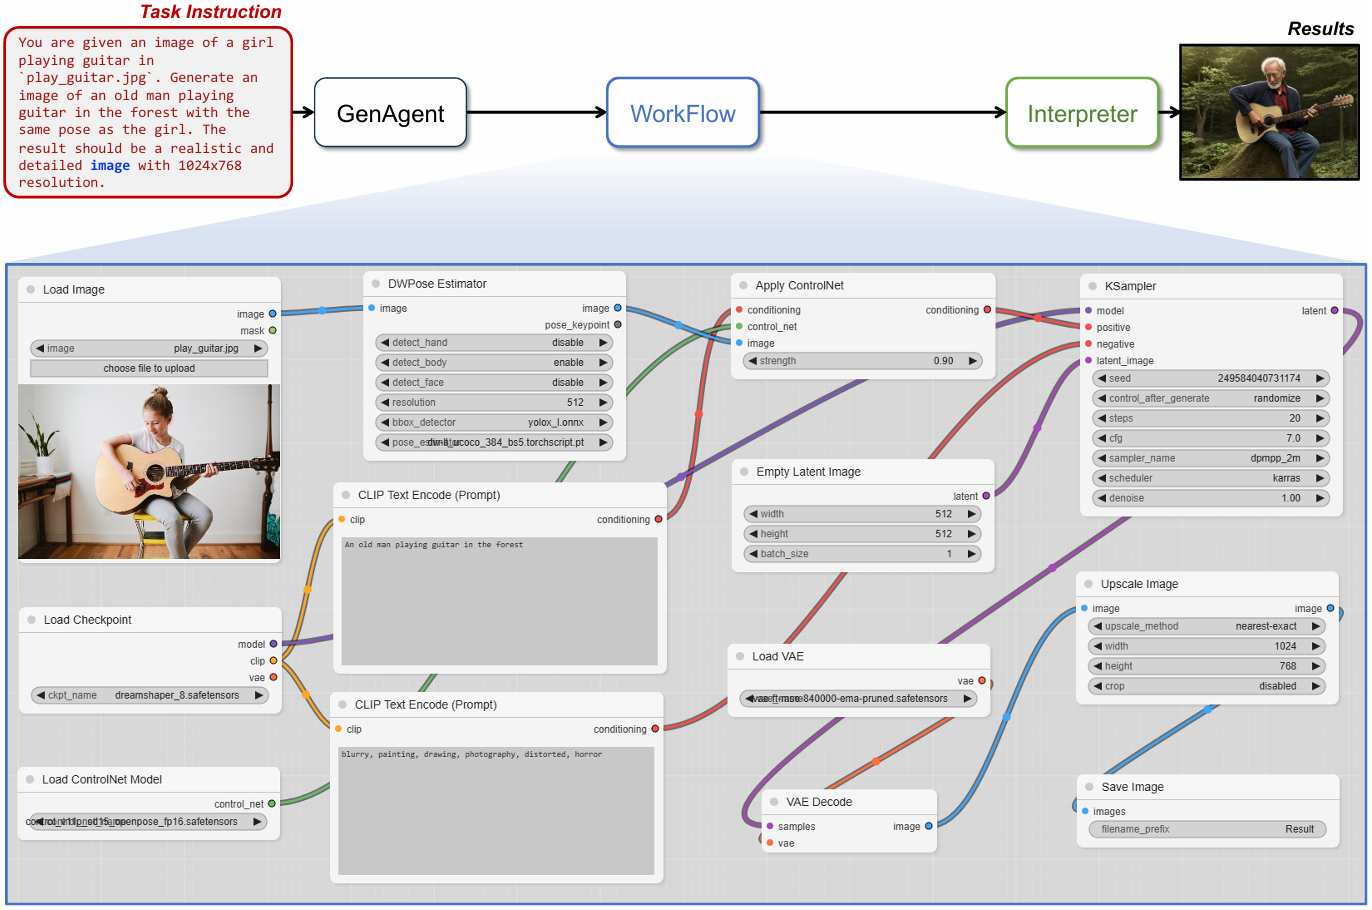 Task Instruction
You are given an image of a girl
playing guitar in
`play_guitar.jpg`. Generate an
image of an old man playing
guitar in the forest with the
same pose as the girl. The
result should be a realistic and
detailed image with 1024x768
resolution.
GenAgent
WorkFlow
Interpreter
Results
Load Image
image
mask
image play_guitar.jpg
choose file to upload
DWPose Estimator
image image
pose_keypoint
detect_hand disable
detect_body enable
detect_face disable
resolution 512
bbox_detector yolox_l.onnx
ucoco_384_bs5.torchscript.pt
Apply ControlNet
conditioning conditioning
control_net
image
strength 0.90
KSampler
model latent
positive
negative
latent_image
seed 249584040731174
control_after_generate randomize
steps 20
cfg 7.0
sampler_name dpmpp_2m
scheduler karras
denoise 1.00
CLIP Text Encode (Prompt)
clip conditioning
An old man playing guitar in the forest
Empty Latent Image
latent
width 512
height 512
batch_size 1
Load Checkpoint
model
clip
vae
ckpt_name dreamshaper_8.safetensors
CLIP Text Encode (Prompt)
clip conditioning
blurry, painting, drawing, photography, distorted, horror
Load VAE
vae
840000-ema-pruned.safetensors
Upscale Image
image image
upscale_method nearest-exact
width 1024
height 768
crop disabled
Load ControlNet Model
control_net
openpose_fp16.safetensors
VAE Decode
samples image
vae
Save Image
images
filename_prefix Result